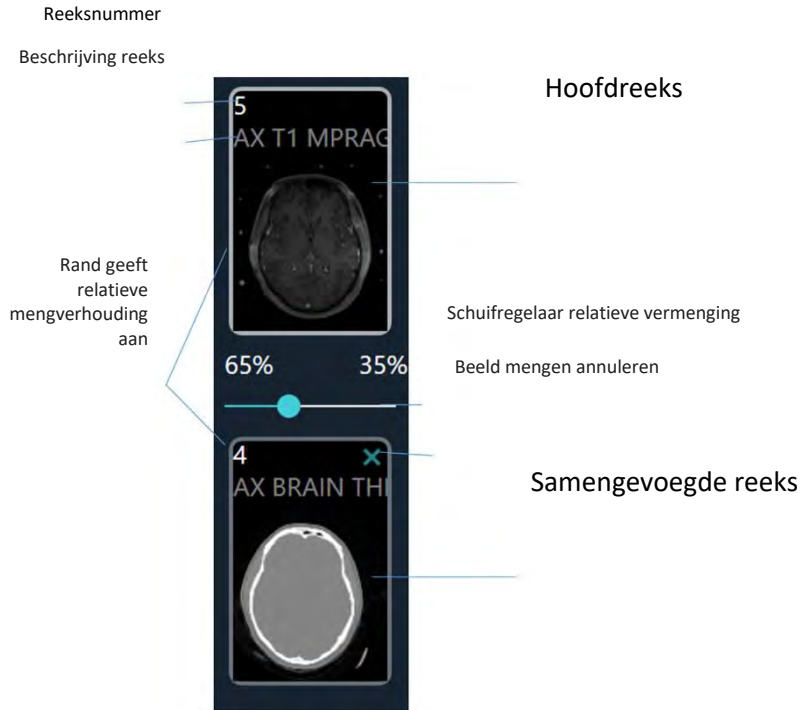 Reeksnummer
Beschrijving reeks
Hoofdreeks
5
AX T1 MPRAG
Rand geeft
relatieve
mengverhouding
aan
Schuifregelaar relatieve vermenging
65%
35%
Beeld mengen annuleren
4
AX BRAIN THI
Samengevoegde reeks